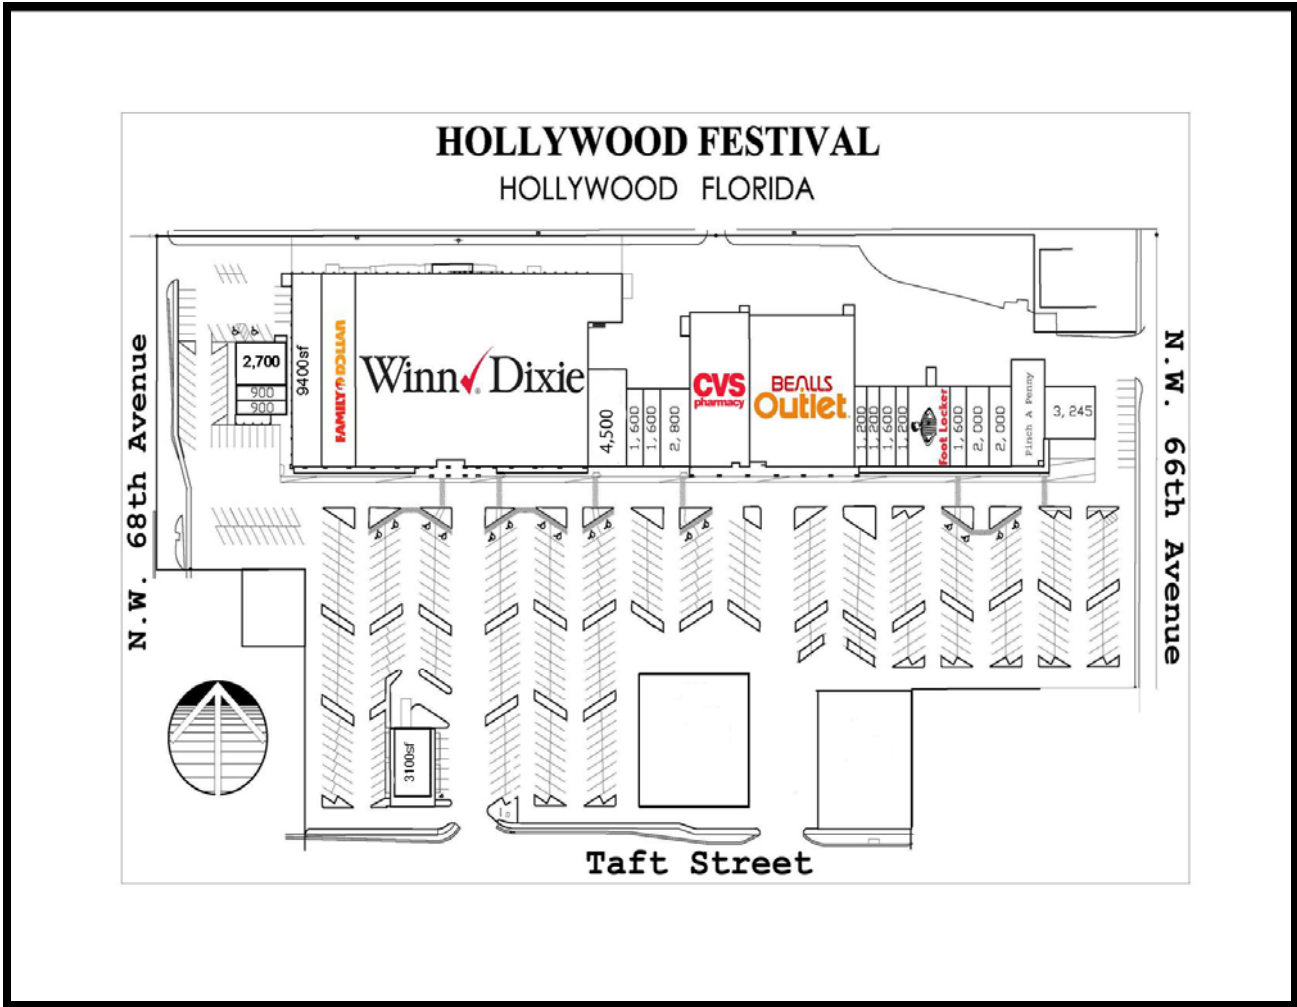 HOLLYWOOD FESTIVAL
HOLLYWOOD FLORIDA
N.W. 68th Avenue
2,700
900
900
9400sf
FAMILY DOLLAR
Winn Dixie
4,500
1,600
1,600
2,800
CVS
pharmacy
BEALLS
Outlet
1,200
1,200
1,600
1,200
Foot Locker
1,600
2,000
2,000
Pinch A Penny
3,245
N.W. 66th Avenue
3100sf
Taft Street